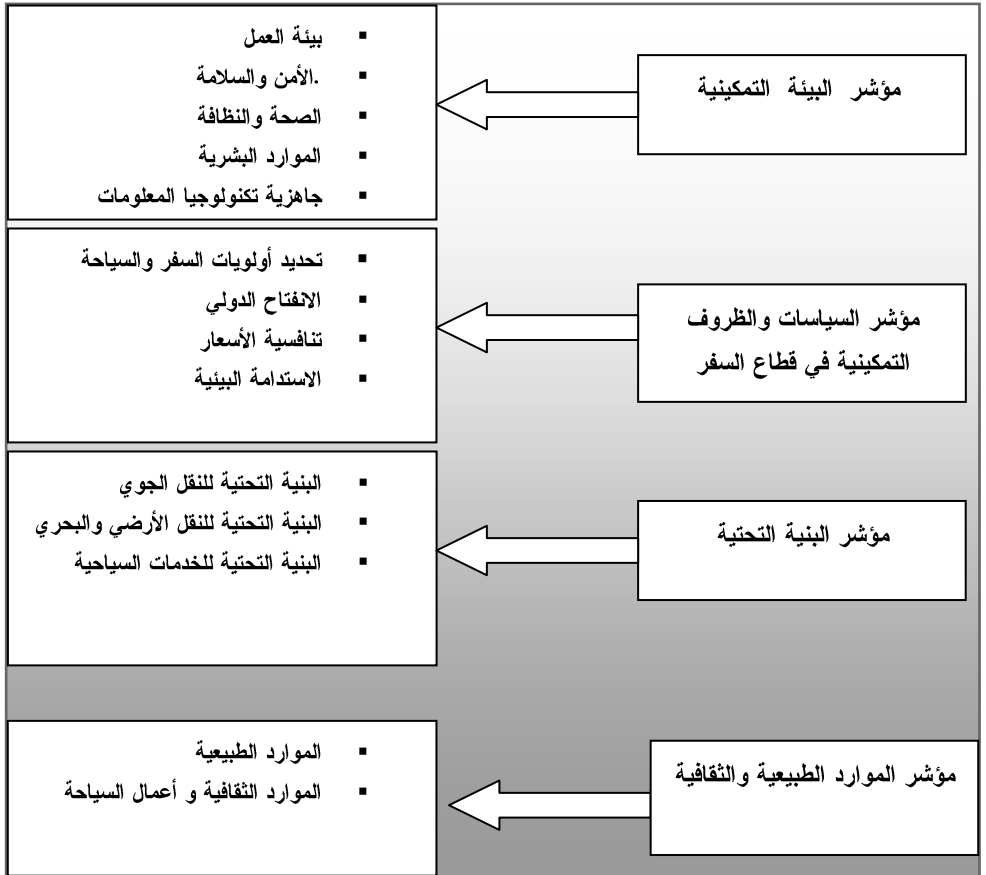 مؤشر البيئة التمكينية
▪ بيئة العمل
▪ .الأمن والسلامة
▪ الصحة والنظافة
▪ الموارد البشرية
▪ جاهزية تكنولوجيا المعلومات
مؤشر السياسات والظروف
التمكينية في قطاع السفر
▪ تحديد أولويات السفر والسياحة
▪ الانفتاح الدولي
▪ تنافسية الأسعار
▪ الاستدامة البيئية
مؤشر البنية التحتية
▪ البنية التحتية للنقل الجوي
▪ البنية التحتية للنقل الأرضي والبحري
▪ البنية التحتية للخدمات السياحية
مؤشر الموارد الطبيعية والثقافية
▪ الموارد الطبيعية
▪ الموارد الثقافية و أعمال السياحة